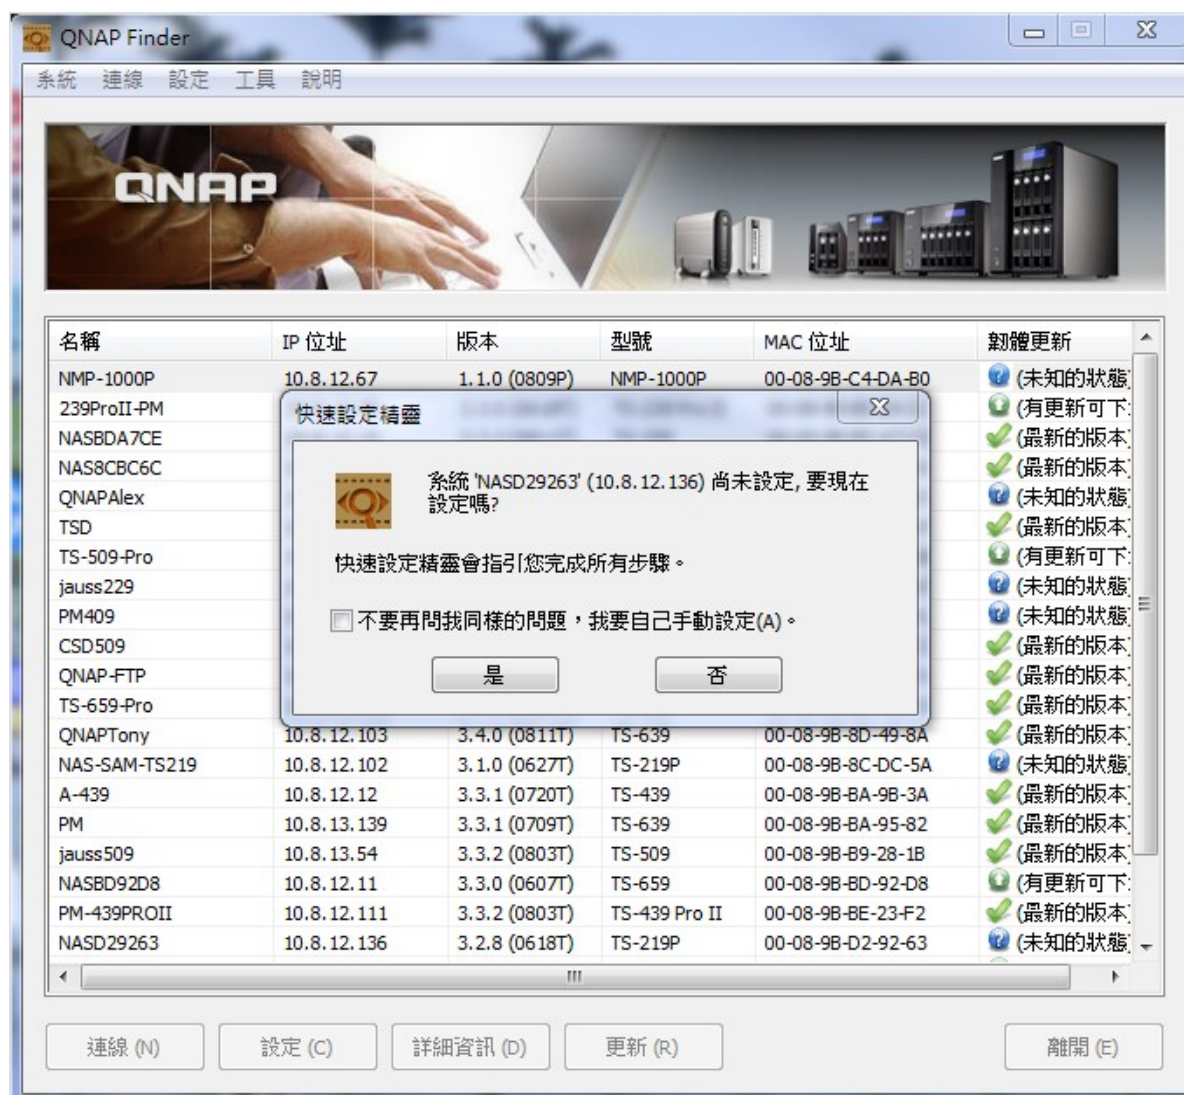 QNAP Finder
系統 連線 設定 工具 說明
QNAP
名稱 IP 位址 版本 型號 MAC 位址 韌體更新
NMP-1000P 10.8.12.67 1.1.0 (0809P) NMP-1000P 00-08-9B-C4-DA-B0 (未知的狀態
239ProII-PM (有更新可下
NASBDA7CE (最新的版本
NAS8CBC6C (最新的版本
QNAPAlex (未知的狀態
TSD (最新的版本
TS-509-Pro (有更新可下
jauss229 (未知的狀態
PM409 (未知的狀態
CSD509 (最新的版本
QNAP-FTP (最新的版本
TS-659-Pro (最新的版本
QNAPTony 10.8.12.103 3.4.0 (0811T) TS-639 00-08-9B-8D-49-8A (最新的版本
NAS-SAM-TS219 10.8.12.102 3.1.0 (0627T) TS-219P 00-08-9B-8C-DC-5A (未知的狀態
A-439 10.8.12.12 3.3.1 (0720T) TS-439 00-08-9B-BA-9B-3A (最新的版本
PM 10.8.13.139 3.3.1 (0709T) TS-639 00-08-9B-BA-95-82 (最新的版本
jauss509 10.8.13.54 3.3.2 (0803T) TS-509 00-08-9B-B9-28-1B (最新的版本
NASBD92D8 10.8.12.11 3.3.0 (0607T) TS-659 00-08-9B-BD-92-D8 (有更新可下
PM-439PROII 10.8.12.111 3.3.2 (0803T) TS-439 Pro II 00-08-9B-BE-23-F2 (最新的版本
NASD29263 10.8.12.136 3.2.8 (0618T) TS-219P 00-08-9B-D2-92-63 (未知的狀態
快速設定精靈
系統 'NASD29263' (10.8.12.136) 尚未設定, 要現在
設定嗎?
快速設定精靈會指引您完成所有步驟。
不要再問我同樣的問題，我要自己手動設定(A)。
是 否
連線 (N) 設定 (C) 詳細資訊 (D) 更新 (R) 離開 (E)